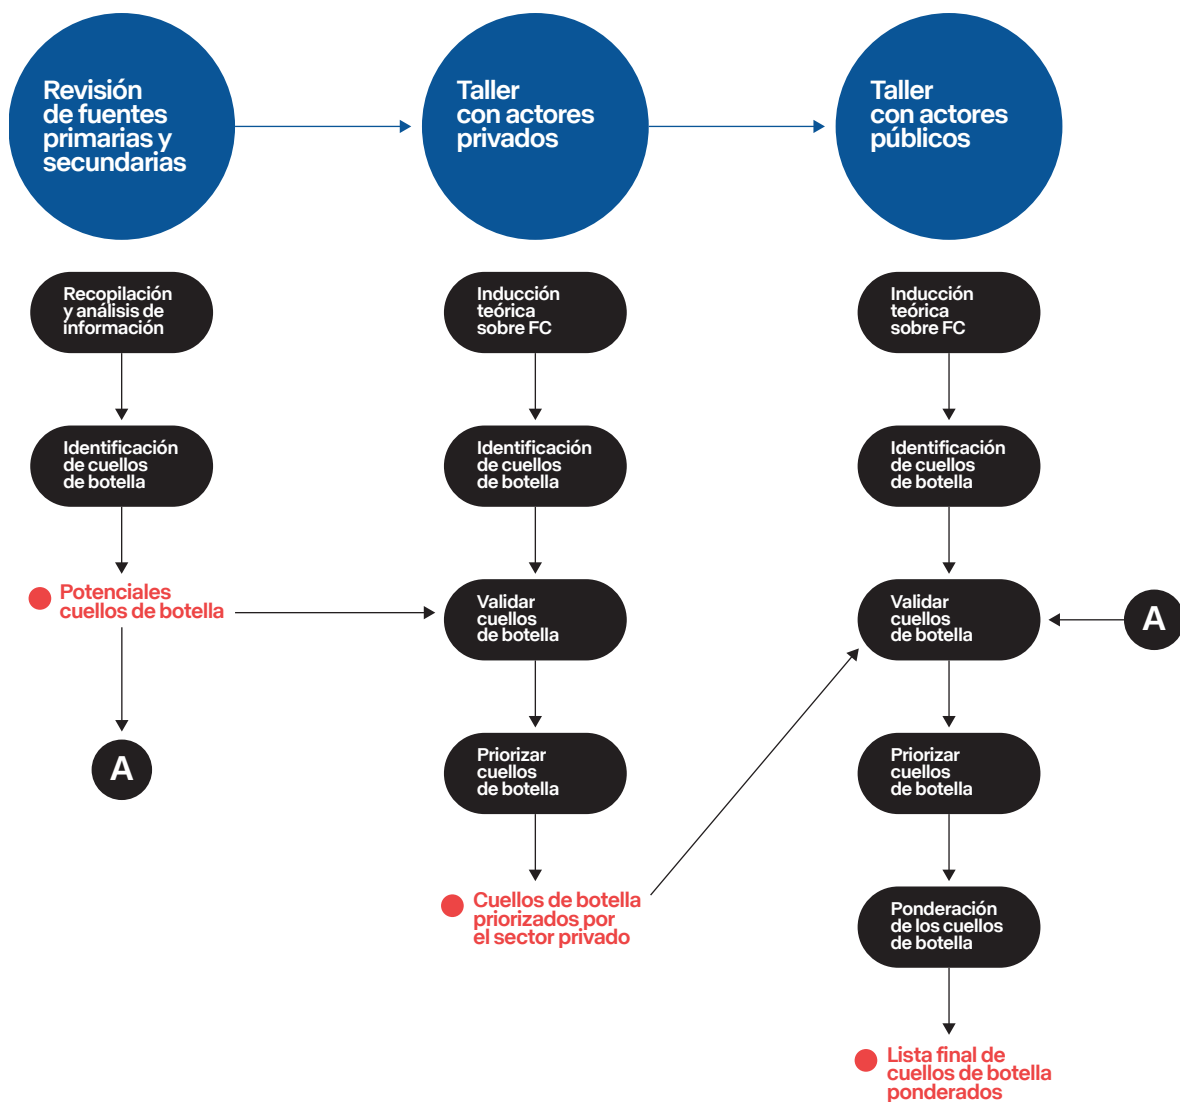 Revisión
de fuentes
primarias y
secundarias
Taller
con actores
privados
Taller
con actores
públicos
Recopilación
y análisis de
información
Inducción
teórica
sobre FC
Inducción
teórica
sobre FC
Identificación
de cuellos
de botella
Identificación
de cuellos
de botella
Identificación
de cuellos
de botella
Potenciales
cuellos de botella
Validar
cuellos
de botella
Validar
cuellos
de botella
A
A
Priorizar
cuellos
de botella
Priorizar
cuellos
de botella
Cuellos de botella
priorizados por
el sector privado
Ponderación
de los cuellos
de botella
Lista final de
cuellos de botella
ponderados